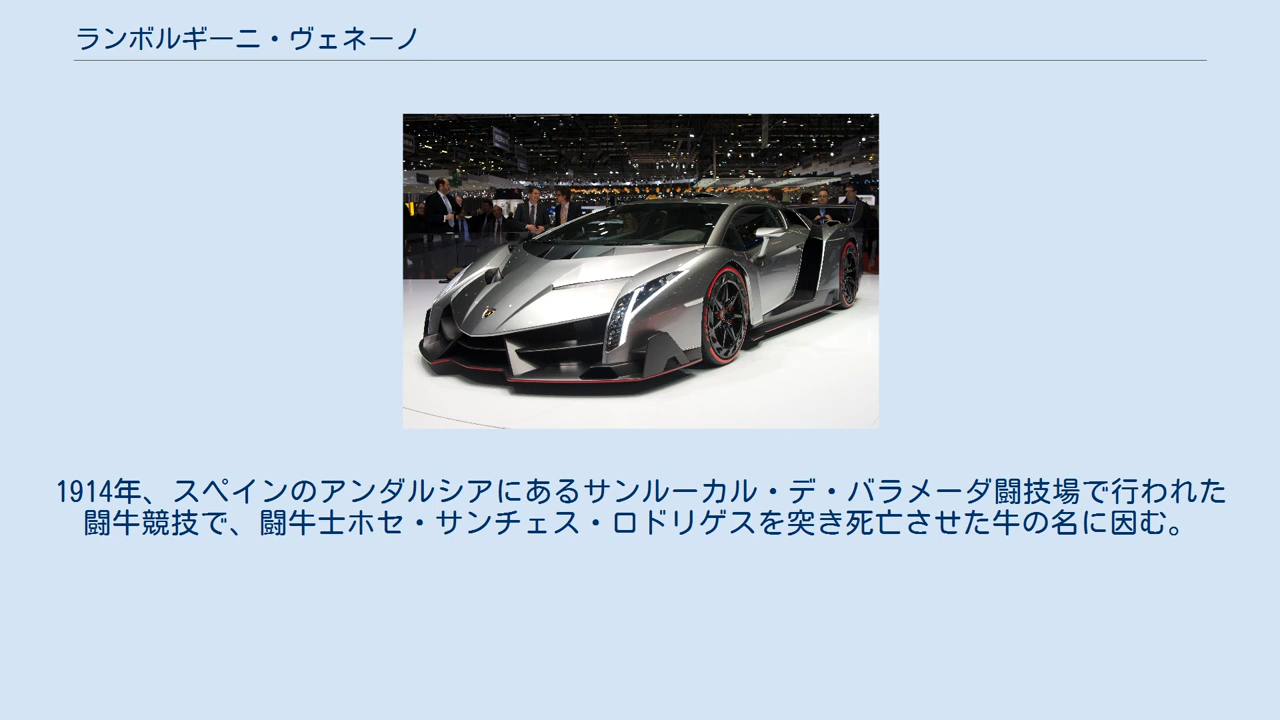 ランボルギーニ・ヴェネーノ
1914年、スペインのアンダルシアにあるサンルーカル・デ・バラメーダ闘技場で行われた
闘牛競技で、闘牛士ホセ・サンチェス・ロドリゲスを突き死亡させた牛の名に因む。